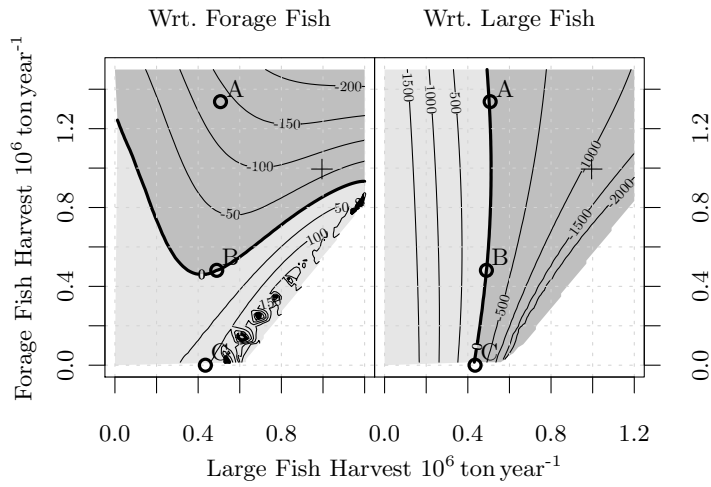 Wrt. Forage Fish
Wrt. Large Fish
Forage Fish Harvest 10⁶ ton year⁻¹
0.0 0.4 0.8 1.2
A
B
C
-200
-150
-100
-50
0
50
100
A
B
C
-1500
1000
500
0
-500
-1000
-1500
-2000
0.0 0.4 0.8 1.2
0.0 0.4 0.8
0.0 0.4 0.8 1.2
Large Fish Harvest 10⁶ ton year⁻¹